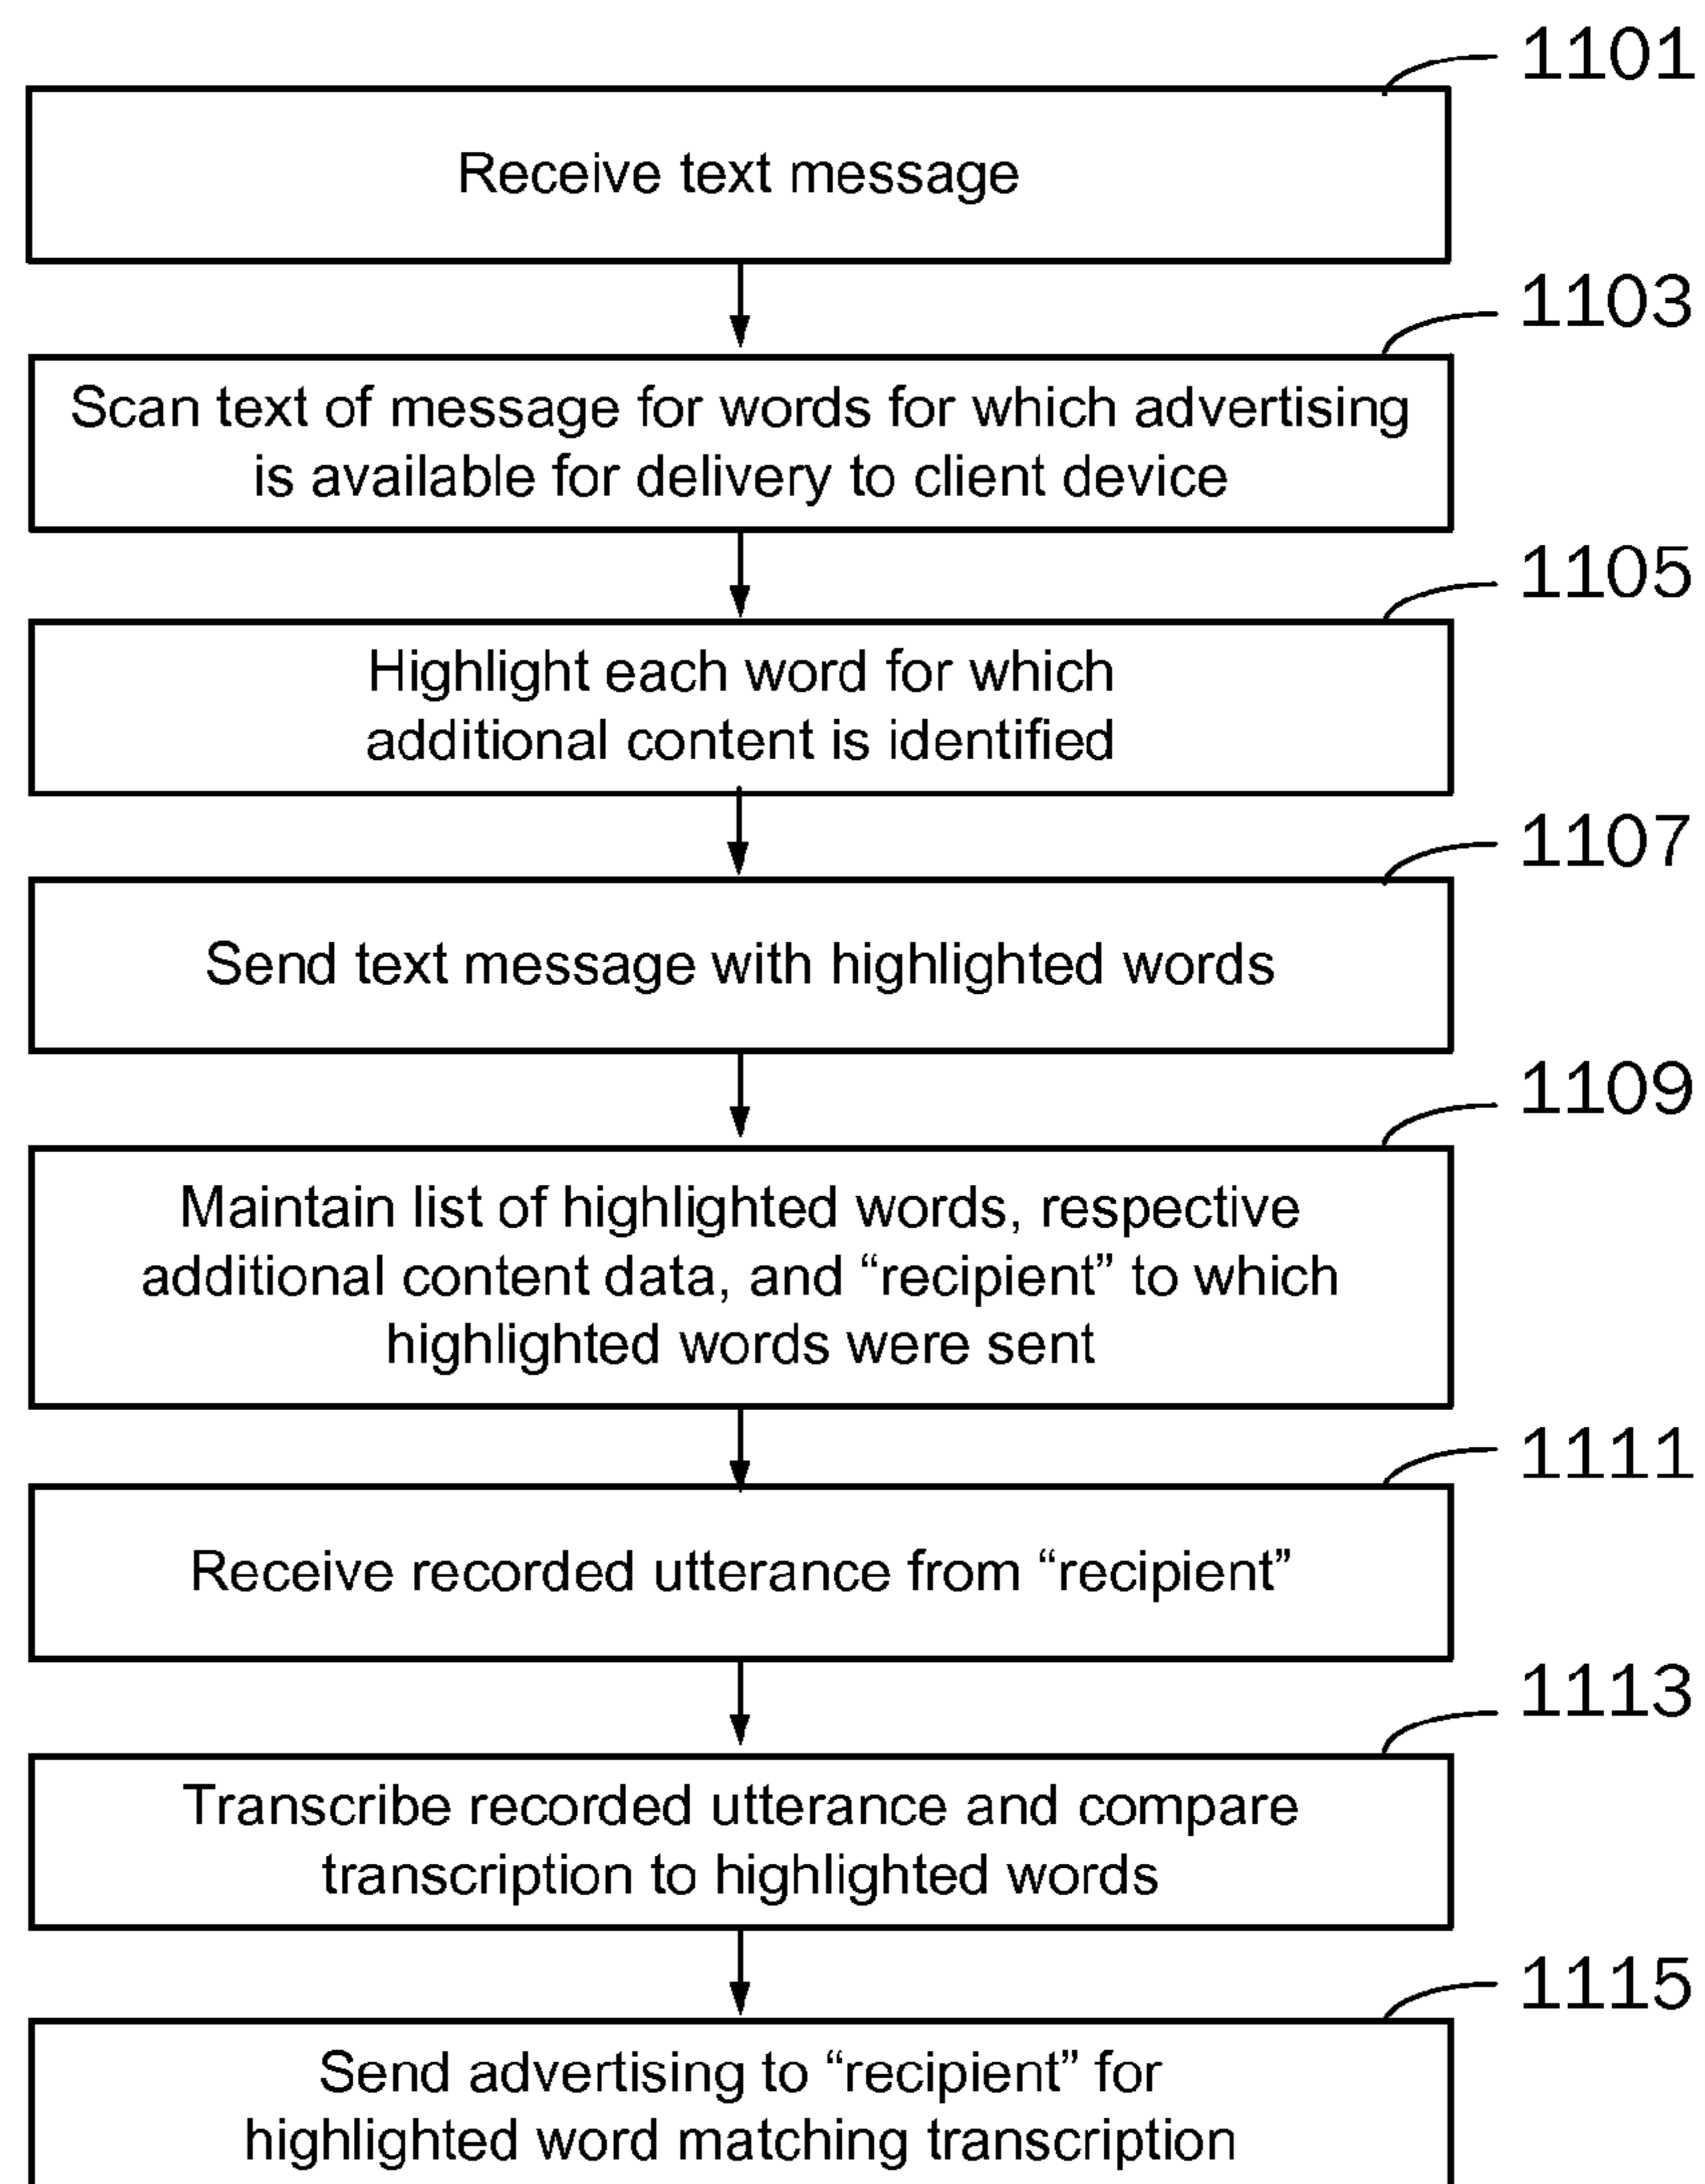 1101
Receive text message
1103
Scan text of message for words for which advertising
is available for delivery to client device
1105
Highlight each word for which
additional content is identified
1107
Send text message with highlighted words
1109
Maintain list of highlighted words, respective
additional content data, and “recipient” to which
highlighted words were sent
1111
Receive recorded utterance from “recipient”
1113
Transcribe recorded utterance and compare
transcription to highlighted words
1115
Send advertising to “recipient” for
highlighted word matching transcription